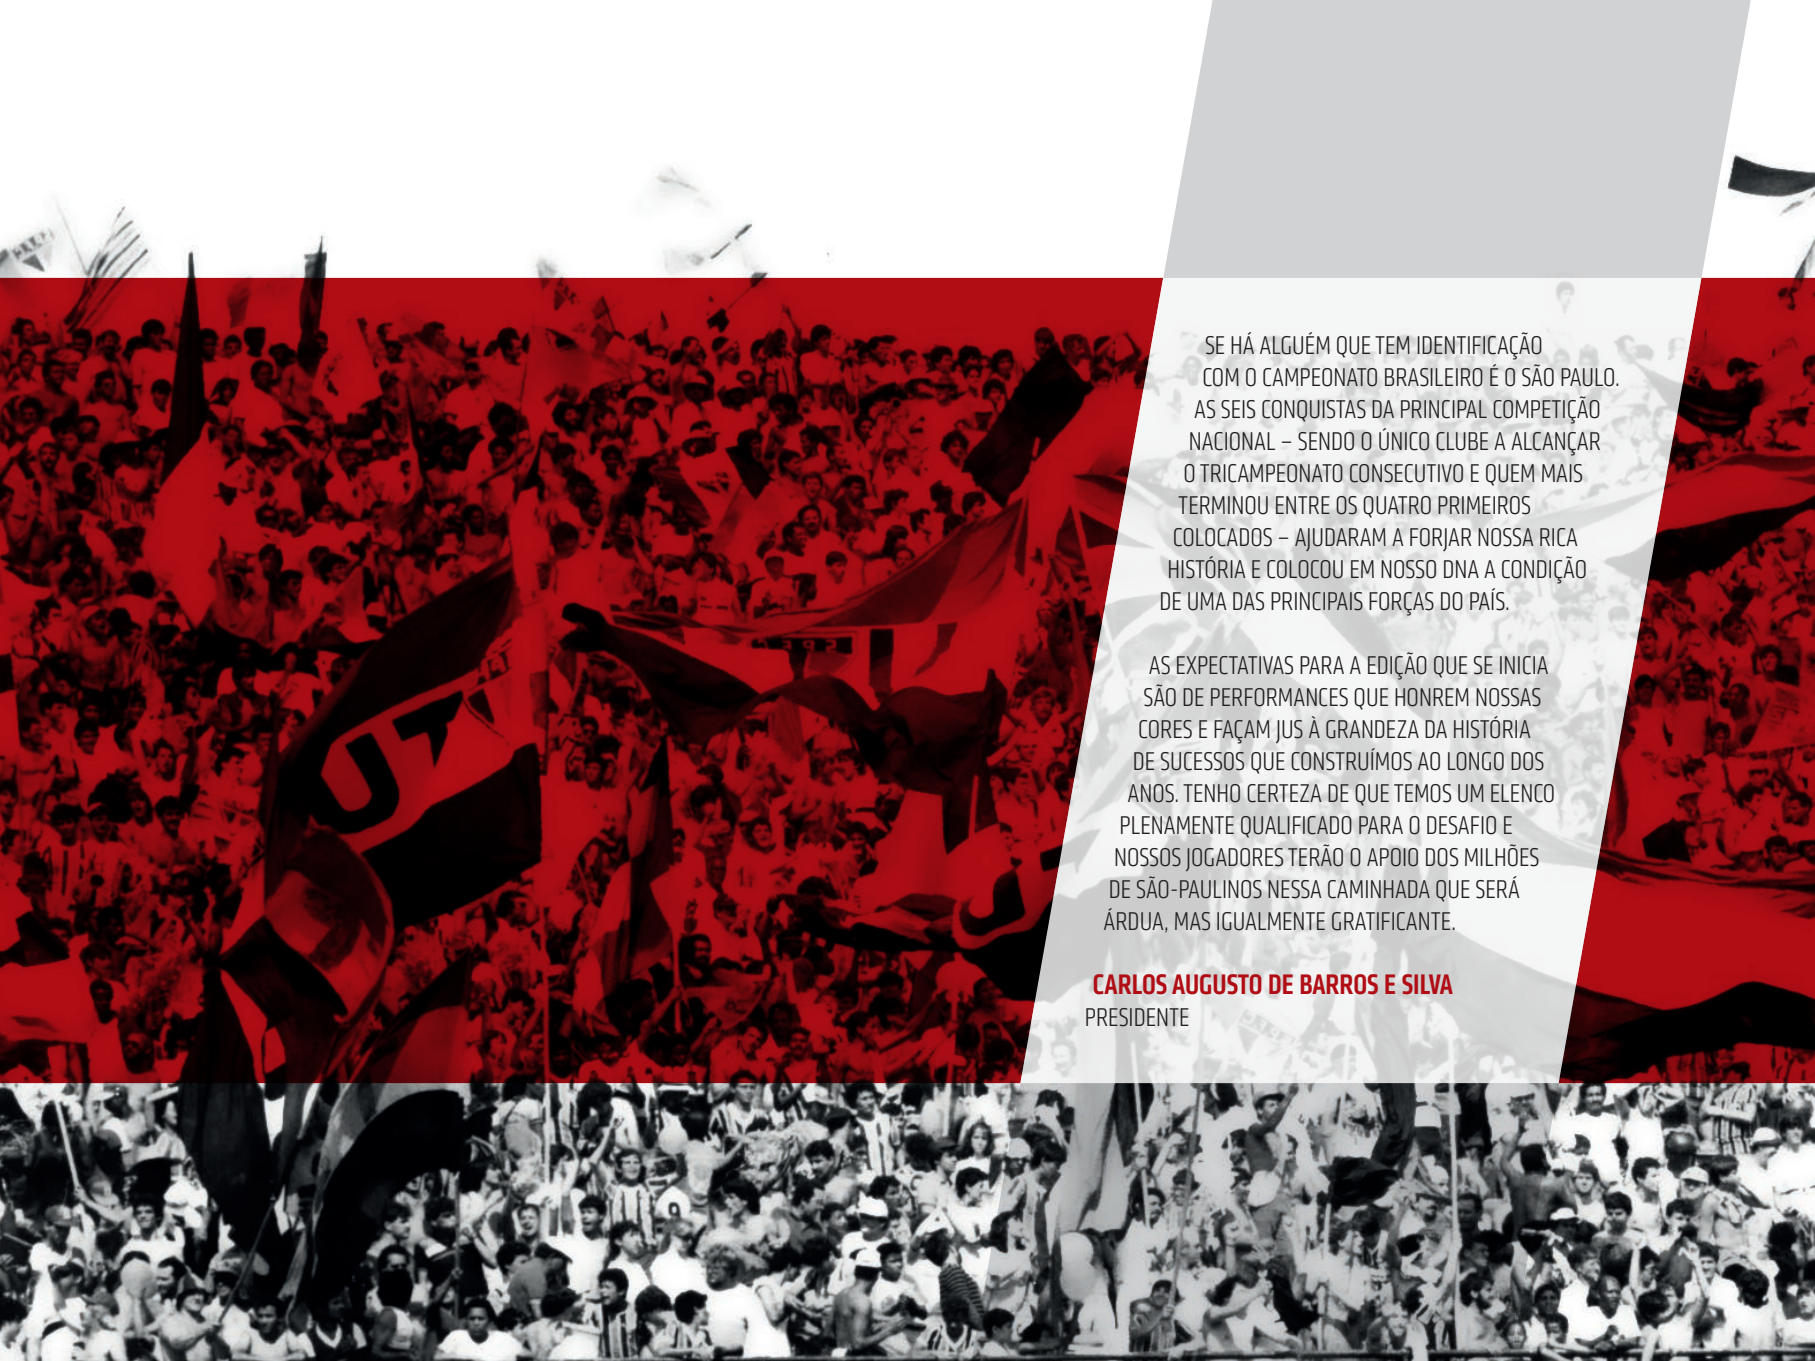 SE HÁ ALGUÉM QUE TEM IDENTIFICAÇÃO
COM O CAMPEONATO BRASILEIRO É O SÃO PAULO.
AS SEIS CONQUISTAS DA PRINCIPAL COMPETIÇÃO
NACIONAL – SENDO O ÚNICO CLUBE A ALCANÇAR
O TRICAMPEONATO CONSECUTIVO E QUEM MAIS
TERMINOU ENTRE OS QUATRO PRIMEIROS
COLOCADOS – AJUDARAM A FORJAR NOSSA RICA
HISTÓRIA E COLOCOU EM NOSSO DNA A CONDIÇÃO
DE UMA DAS PRINCIPAIS FORÇAS DO PAÍS.
AS EXPECTATIVAS PARA A EDIÇÃO QUE SE INICIA
SÃO DE PERFORMANCES QUE HONREM NOSSAS
CORES E FAÇAM JUS À GRANDEZA DA HISTÓRIA
DE SUCESSOS QUE CONSTRUÍMOS AO LONGO DOS
ANOS. TENHO CERTEZA DE QUE TEMOS UM ELENCO
PLENAMENTE QUALIFICADO PARA O DESAFIO E
NOSSOS JOGADORES TERÃO O APOIO DOS MILHÕES
DE SÃO-PAULINOS NESSA CAMINHADA QUE SERÁ
ÁRDUA, MAS IGUALMENTE GRATIFICANTE.
CARLOS AUGUSTO DE BARROS E SILVA
PRESIDENTE